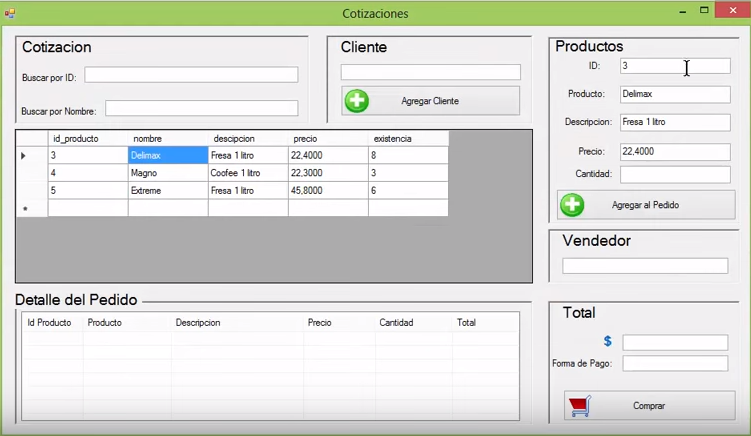 Cotizaciones
Cotizacion
Buscar por ID:
Buscar por Nombre:
Cliente
Agregar Cliente
Productos
ID: 3
Producto: Delimax
Descripcion: Fresa 1 litro
Precio: 22,4000
Cantidad:
Agregar al Pedido
id_producto nombre descipcion precio existencia
3 Delimax Fresa 1 litro 22,4000 8
4 Magno Coofee 1 litro 22,3000 3
5 Extreme Fresa 1 litro 45,8000 6
Vendedor
Detalle del Pedido
Id Producto Producto Descripcion Precio Cantidad Total
Total
$
Forma de Pago:
Comprar